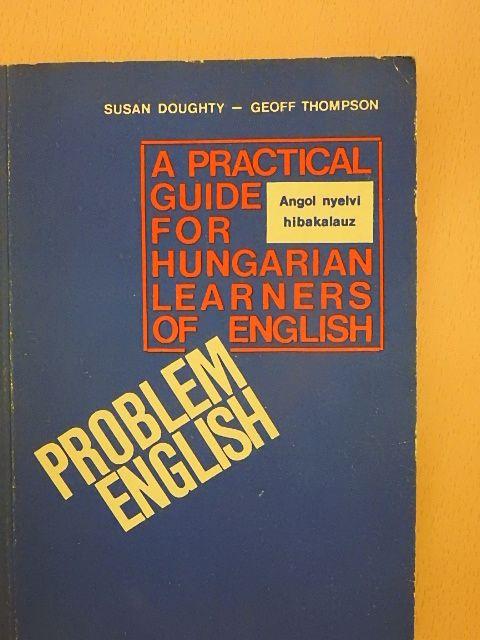 SUSAN DOUGHTY — GEOFF THOMPSON
A PRACTICAL
GUIDE
FOR
HUNGARIAN
LEARNERS
OF ENGLISH
Angol nyelvi
hibakalauz
PROBLEM
ENGLISH